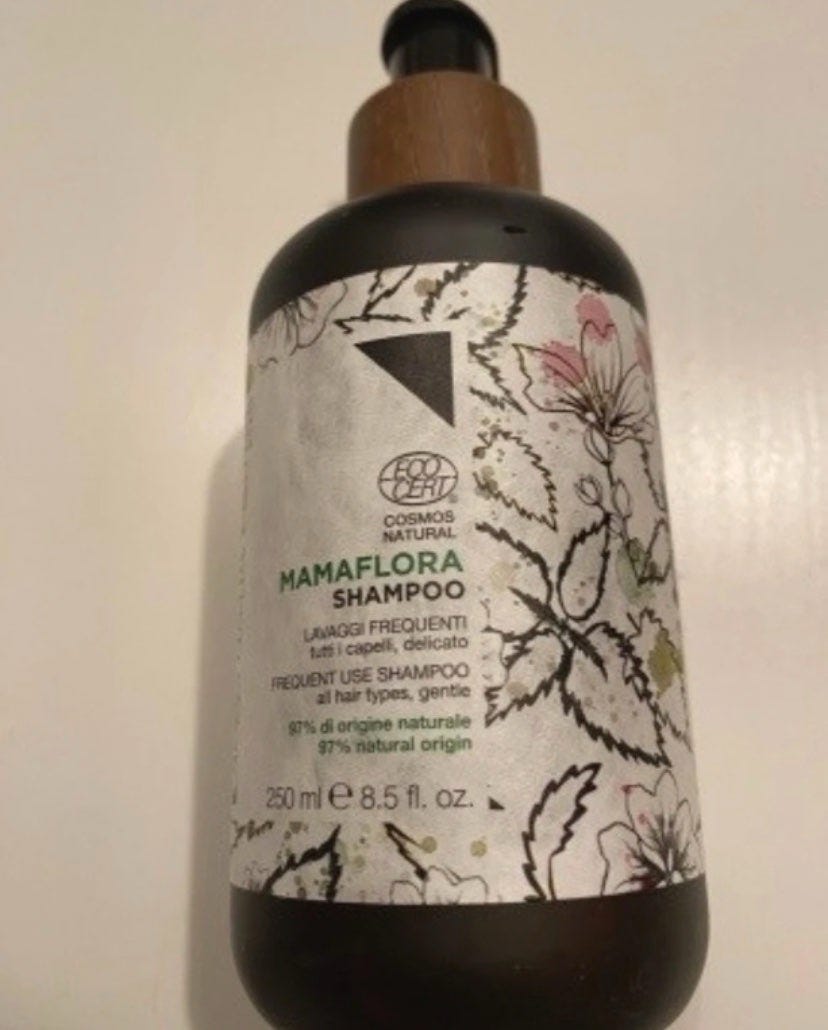 ECO
CERT
®
COSMOS
NATURAL
MAMAFLORA
SHAMPOO
LAVAGGI FREQUENTI
tutti i capelli, delicato
FREQUENT USE SHAMPOO
all hair types, gentle
97% di origine naturale
97% natural origin
250 ml ℮ 8.5 fl. oz.